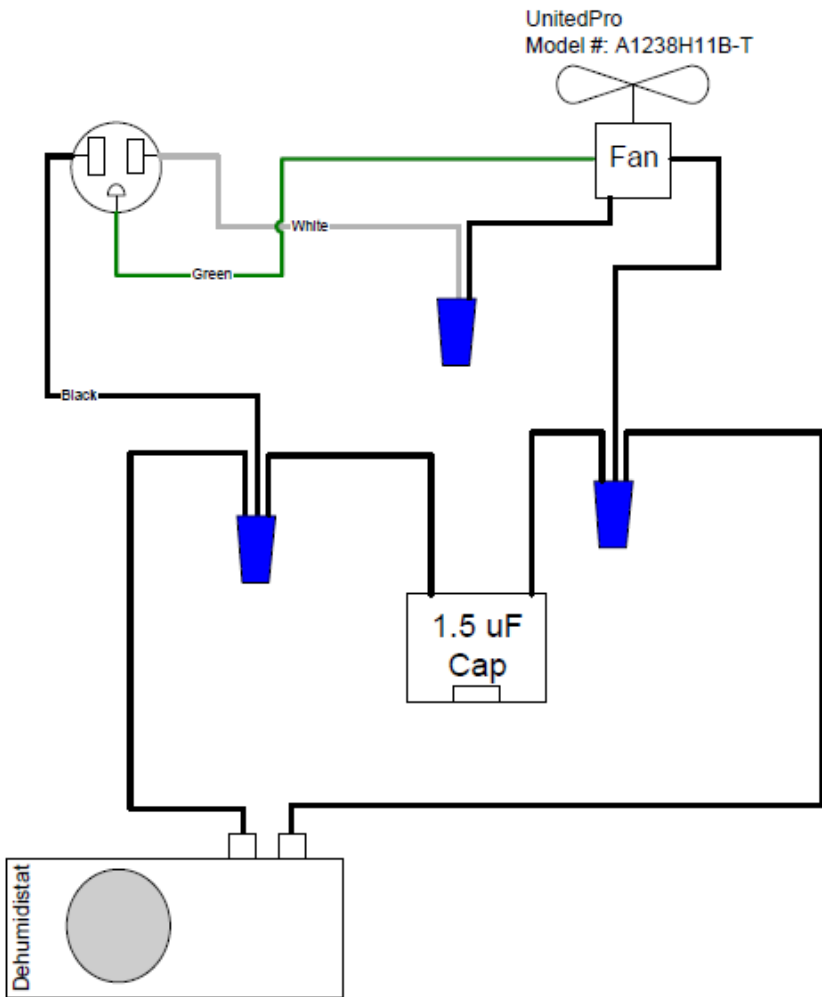 UnitedPro
Model #: A1238H11B-T
Fan
White
Green
Black
1.5 uF
Cap
Dehumidistat